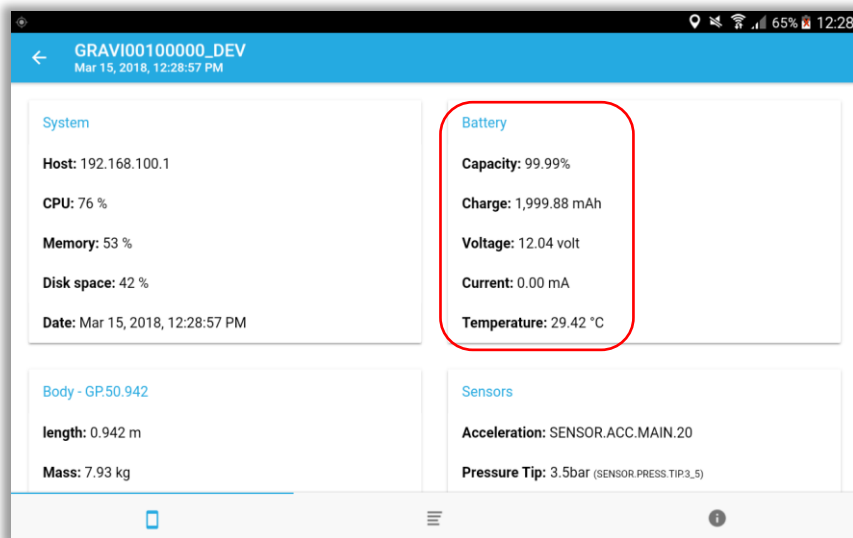 65% 12:28
GRAVI00100000_DEV
Mar 15, 2018, 12:28:57 PM
System
Host: 192.168.100.1
CPU: 76 %
Memory: 53 %
Disk space: 42 %
Date: Mar 15, 2018, 12:28:57 PM
Battery
Capacity: 99.99%
Charge: 1,999.88 mAh
Voltage: 12.04 volt
Current: 0.00 mA
Temperature: 29.42 °C
Body - GP.50.942
length: 0.942 m
Mass: 7.93 kg
Sensors
Acceleration: SENSOR.ACC.MAIN.20
Pressure Tip: 3.5bar (SENSOR.PRESS.TIP.3_5)